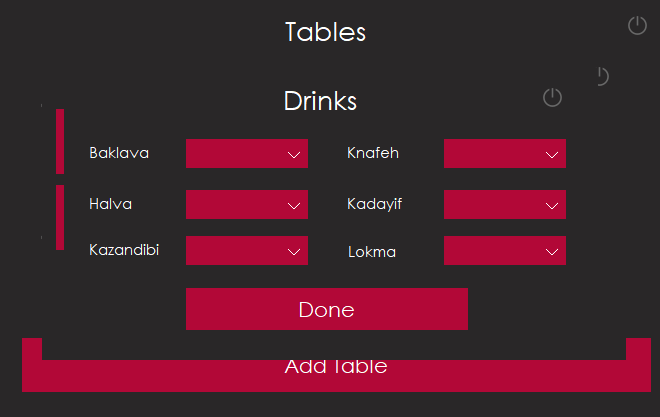 Tables
Drinks
Baklava Knafeh
Halva Kadayif
Kazandibi Lokma
Done
Add Table